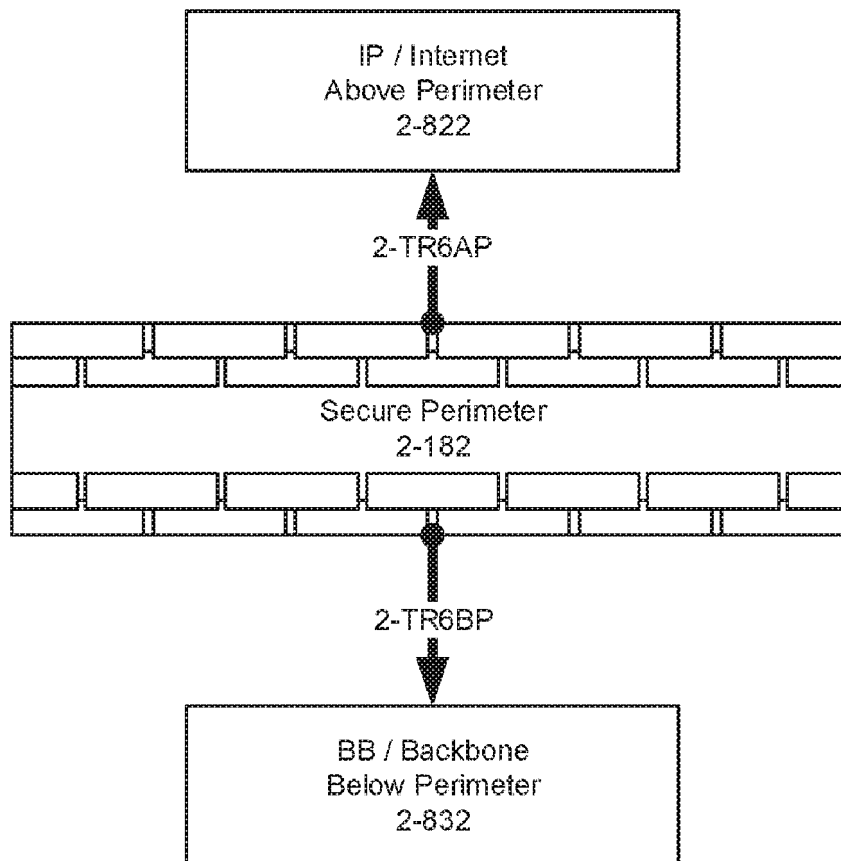 IP / Internet
Above Perimeter
2-822
2-TR6AP
Secure Perimeter
2-182
2-TR6BP
BB / Backbone
Below Perimeter
2-832